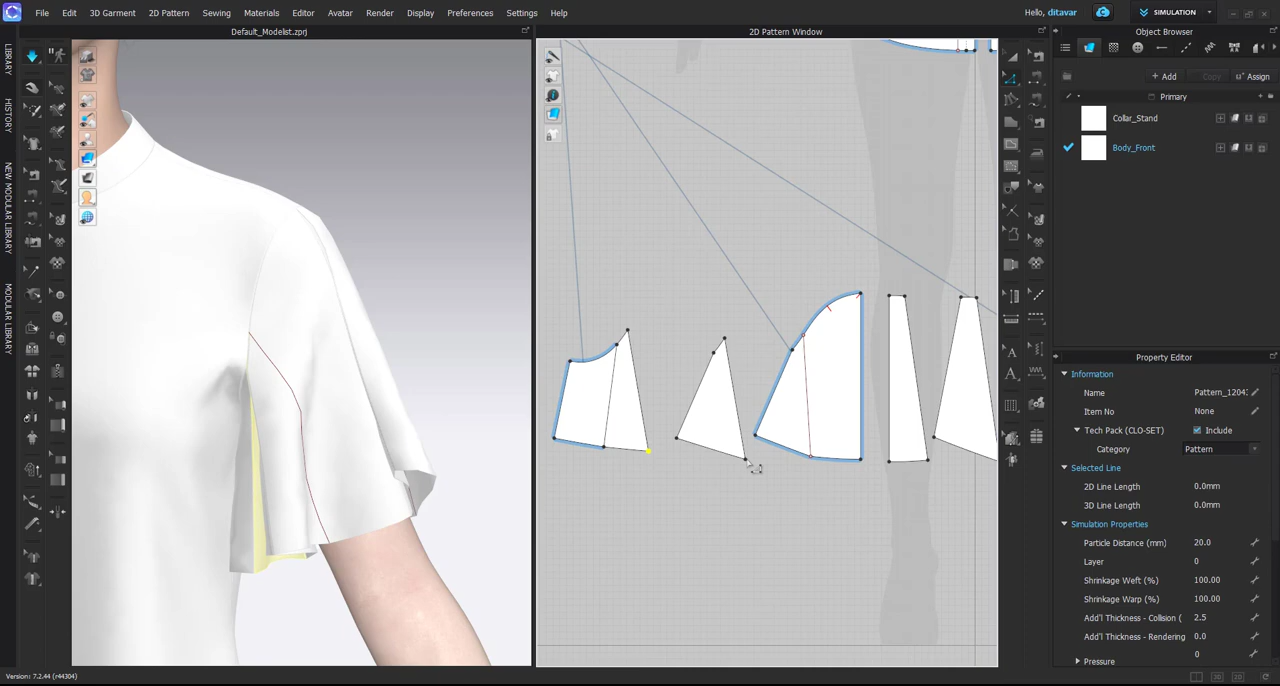 File Edit 3D Garment 2D Pattern Sewing Materials Editor Avatar Render Display Preferences Settings Help
Hello, ditavar
SIMULATION
Default_Modelist.zprj
2D Pattern Window
Object Browser
LIBRARY
HISTORY
NEW MODULAR LIBRARY
MODULAR LIBRARY
+ Add
Copy
Assign
Primary
Collar_Stand
Body_Front
Property Editor
Information
Name Pattern_1204:
Item No None
Tech Pack (CLO-SET) Include
Category Pattern
Selected Line
2D Line Length 0.0mm
3D Line Length 0.0mm
Simulation Properties
Particle Distance (mm) 20.0
Layer 0
Shrinkage Weft (%) 100.00
Shrinkage Warp (%) 100.00
Add'l Thickness - Collision ( 2.5
Add'l Thickness - Rendering 0.0
Pressure 0
Version: 7.2.44 (r44304)